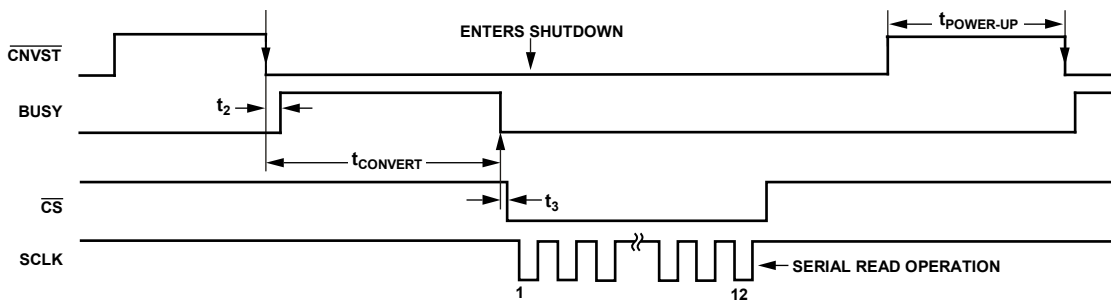 t2
tCONVERT
t3
tPOWER-UP
ENTERS SHUTDOWN
CNVST
BUSY
CS
SCLK
1
12
SERIAL READ OPERATION